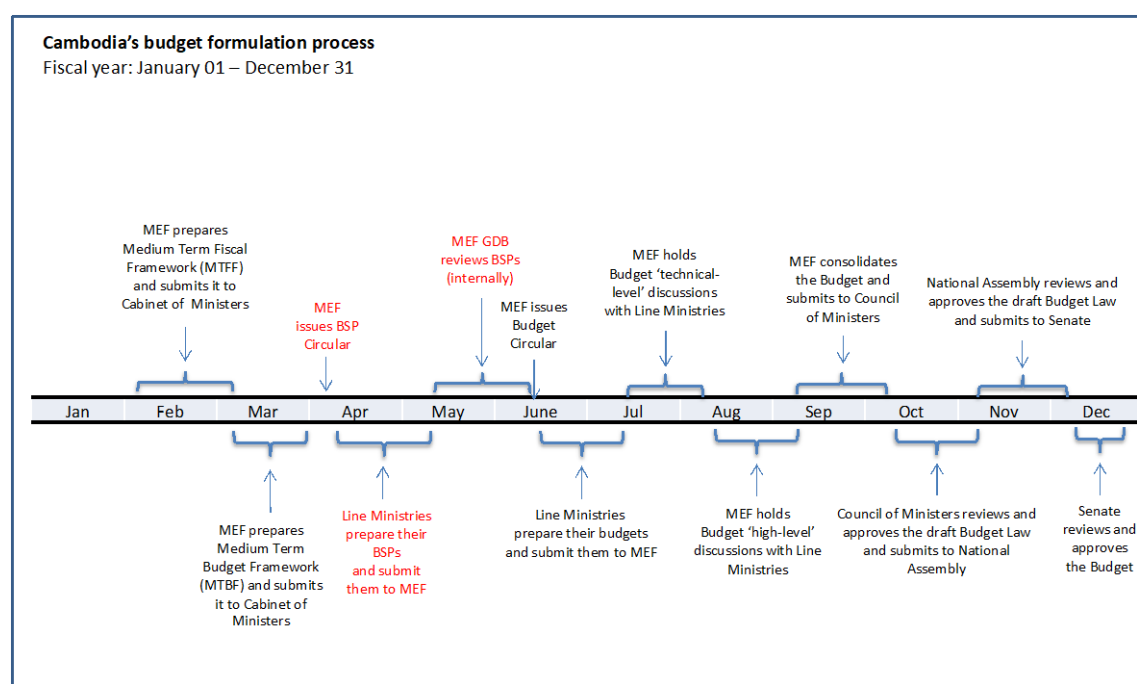 Cambodia's budget formulation process
Fiscal year: January 01 – December 31
MEF prepares
Medium Term Fiscal
Framework (MTFF)
and submits it to
Cabinet of Ministers
MEF
issues BSP
Circular
MEF GDB
reviews BSPs
(internally)
MEF issues
Budget
Circular
MEF holds
Budget 'technical-
level' discussions
with Line Ministries
MEF consolidates
the Budget and
submits to Council
of Ministers
National Assembly reviews and
approves the draft Budget Law
and submits to Senate
Jan Feb Mar Apr May June Jul Aug Sep Oct Nov Dec
MEF prepares
Medium Term
Budget Framework
(MTBF) and submits
it to Cabinet of
Ministers
Line Ministries
prepare their
BSPs
and submit
them to MEF
Line Ministries
prepare their budgets
and submit them to MEF
MEF holds
Budget 'high-level'
discussions with Line
Ministries
Council of Ministers reviews and
approves the draft Budget Law
and submits to National
Assembly
Senate
reviews and
approves
the Budget